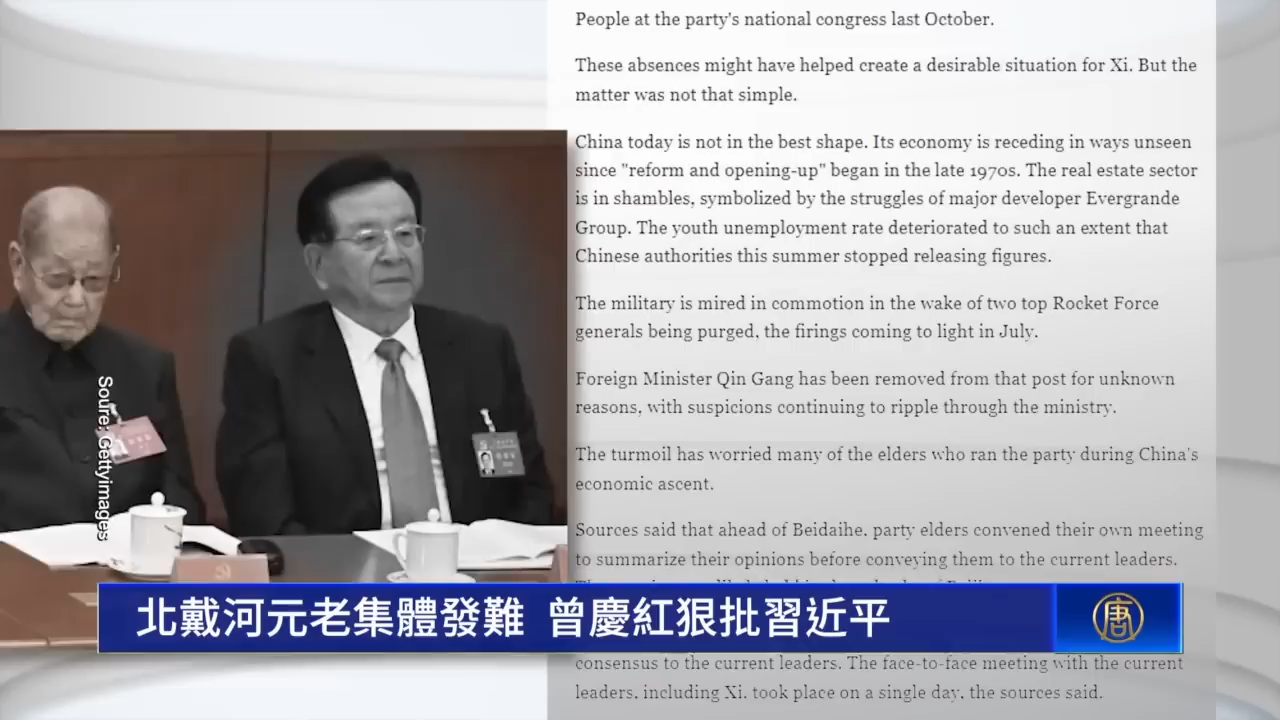 People at the party's national congress last October.
These absences might have helped create a desirable situation for Xi. But the
matter was not that simple.
China today is not in the best shape. Its economy is receding in ways unseen
since "reform and opening-up" began in the late 1970s. The real estate sector
is in shambles, symbolized by the struggles of major developer Evergrande
Group. The youth unemployment rate deteriorated to such an extent that
Chinese authorities this summer stopped releasing figures.
The military is mired in commotion in the wake of two top Rocket Force
generals being purged, the firings coming to light in July.
Foreign Minister Qin Gang has been removed from that post for unknown
reasons, with suspicions continuing to ripple through the ministry.
The turmoil has worried many of the elders who ran the party during China's
economic ascent.
Sources said that ahead of Beidaihe, party elders convened their own meeting
to summarize their opinions before conveying them to the current leaders.
consensus to the current leaders. The face-to-face meeting with the current
leaders, including Xi, took place on a single day, the sources said.
Soure: Gettyimages
北戴河元老集體發難 曾慶紅狠批習近平
唐